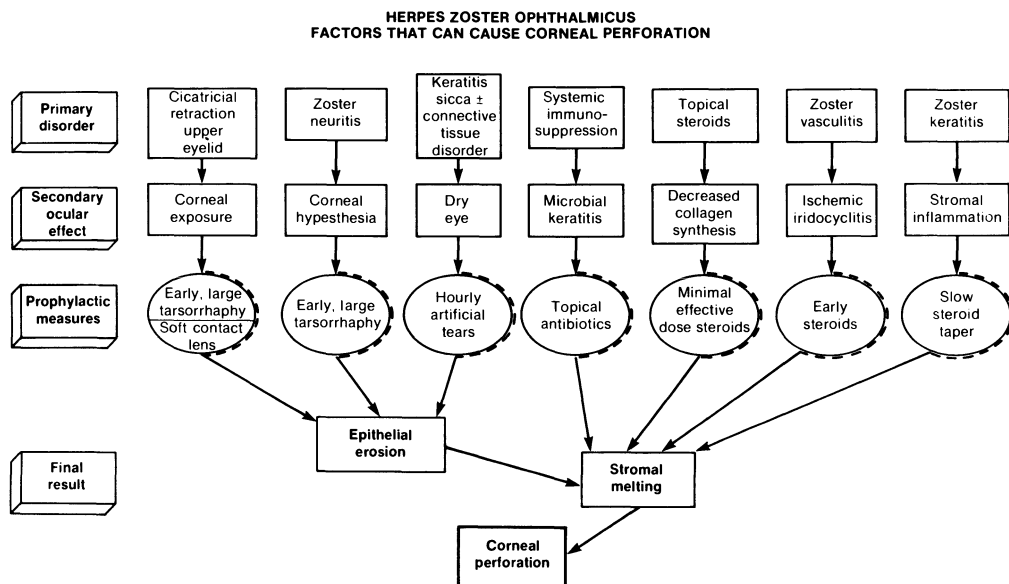 HERPES ZOSTER OPHTHALMICUS
FACTORS THAT CAN CAUSE CORNEAL PERFORATION
Primary
disorder
Cicatricial
retraction
upper
eyelid
Zoster
neuritis
Keratitis
sicca ±
connective
tissue
disorder
Systemic
immuno-
suppression
Topical
steroids
Zoster
vasculitis
Zoster
keratitis
Secondary
ocular
effect
Corneal
exposure
Corneal
hypesthesia
Dry
eye
Microbial
keratitis
Decreased
collagen
synthesis
Ischemic
iridocyclitis
Stromal
inflammation
Prophylactic
measures
Early, large
tarsorrhaphy
Soft contact
lens
Early, large
tarsorrhaphy
Hourly
artificial
tears
Topical
antibiotics
Minimal
effective
dose steroids
Early
steroids
Slow
steroid
taper
Final
result
Epithelial
erosion
Stromal
melting
Corneal
perforation